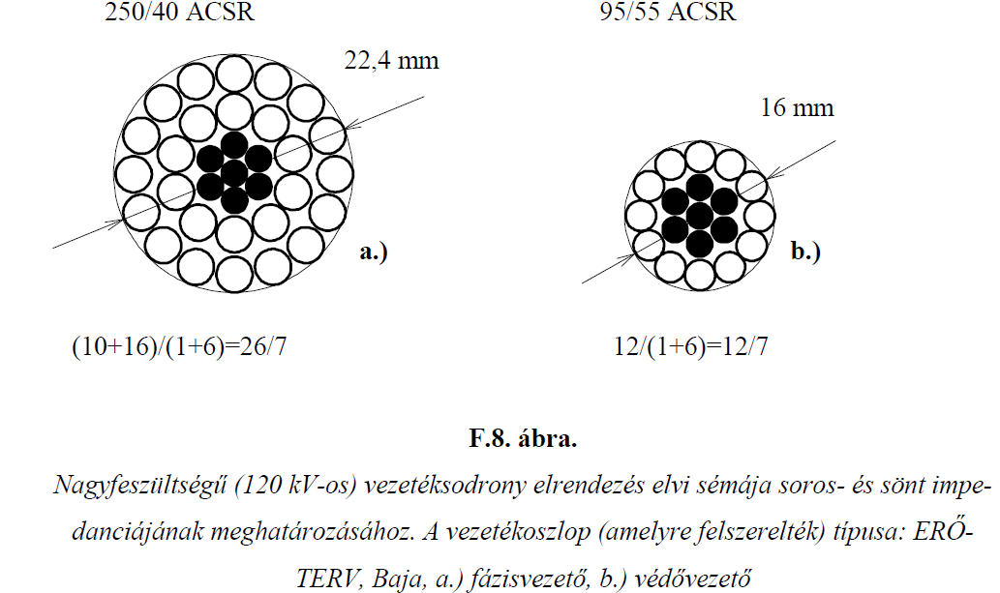 250/40 ACSR
95/55 ACSR
22,4 mm
16 mm
a.)
b.)
(10+16)/(1+6)=26/7
12/(1+6)=12/7
F.8. ábra.
Nagyfeszültségű (120 kV-os) vezetéksodrony elrendezés elvi sémája soros- és sönt impe-
danciájának meghatározásához. A vezetékoszlop (amelyre felszerelték) típusa: ERŐ-
TERV, Baja, a.) fázisvezető, b.) védővezető